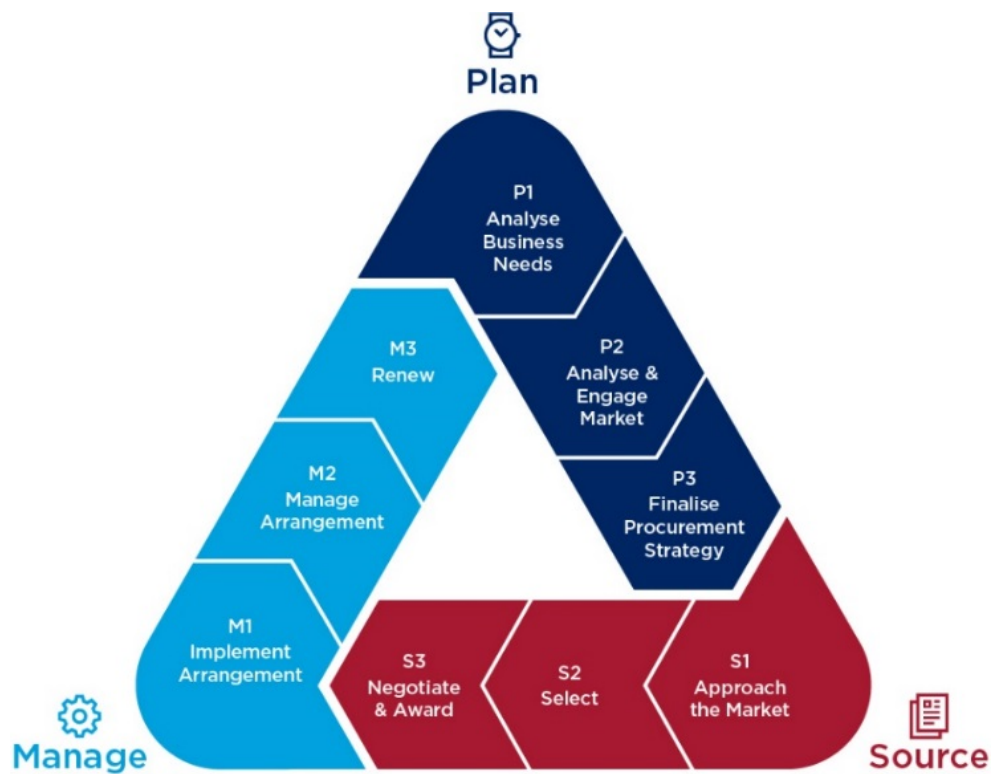 Plan
P1
Analyse
Business
Needs
P2
Analyse &
Engage
Market
P3
Finalise
Procurement
Strategy
S1
Approach
the Market
S2
Select
S3
Negotiate
& Award
M1
Implement
Arrangement
M2
Manage
Arrangement
M3
Renew
Manage
Source